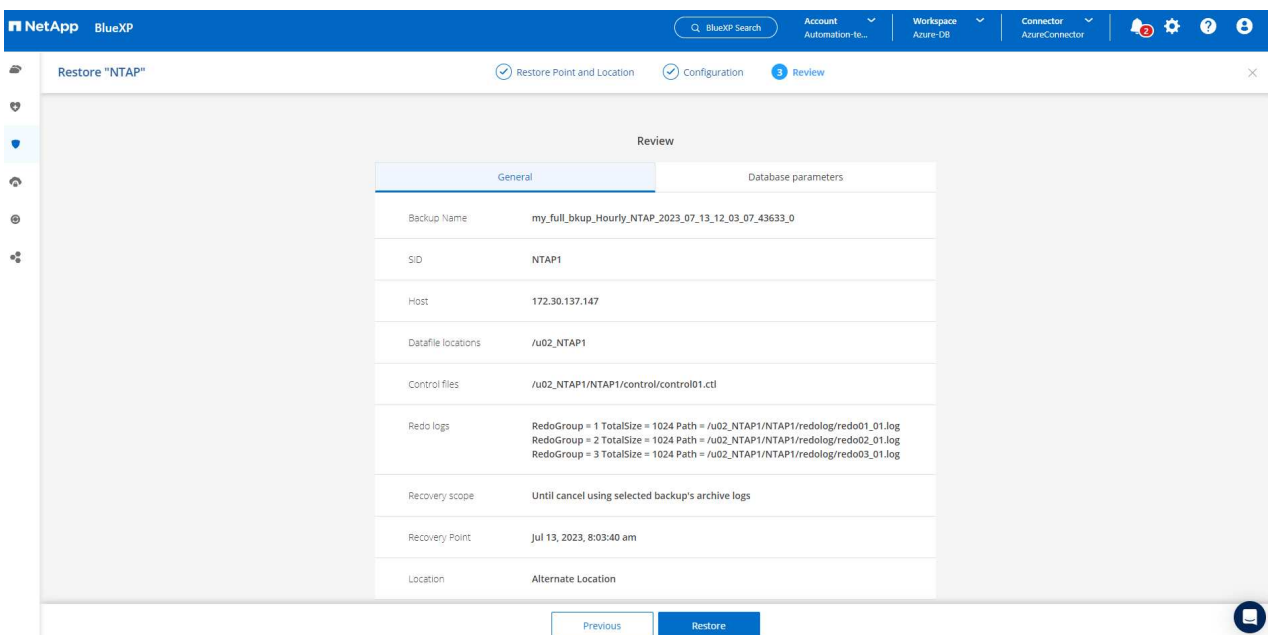 NetApp BlueXP
BlueXP Search
Account
Automation-te...
Workspace
Azure-DB
Connector
AzureConnector
2
Restore "NTAP"
Restore Point and Location
Configuration
3 Review
Review
General
Database parameters
Backup Name my_full_bkup_Hourly_NTAP_2023_07_13_12_03_07_43633_0
SID NTAP1
Host 172.30.137.147
Datafile locations /u02_NTAP1
Control files /u02_NTAP1/NTAP1/control/control01.ctl
Redo logs RedoGroup = 1 TotalSize = 1024 Path = /u02_NTAP1/NTAP1/redolog/redo01_01.log
RedoGroup = 2 TotalSize = 1024 Path = /u02_NTAP1/NTAP1/redolog/redo02_01.log
RedoGroup = 3 TotalSize = 1024 Path = /u02_NTAP1/NTAP1/redolog/redo03_01.log
Recovery scope Until cancel using selected backup's archive logs
Recovery Point Jul 13, 2023, 8:03:40 am
Location Alternate Location
Previous
Restore